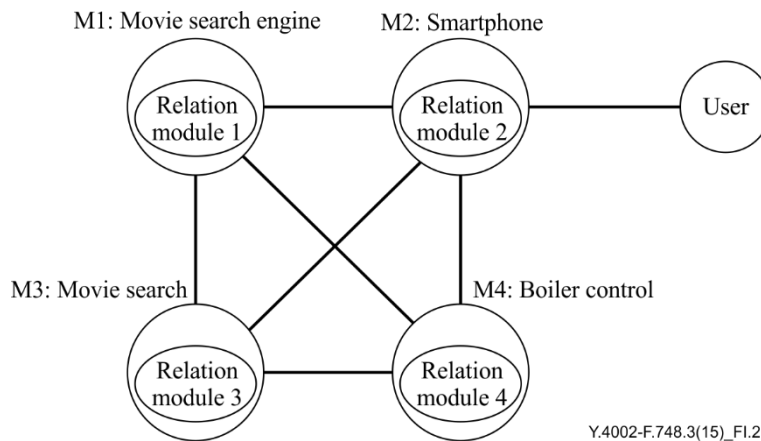 M1: Movie search engine
M2: Smartphone
Relation
module 1
Relation
module 2
User
M3: Movie search
M4: Boiler control
Relation
module 3
Relation
module 4
Y.4002-F.748.3(15)_FI.2